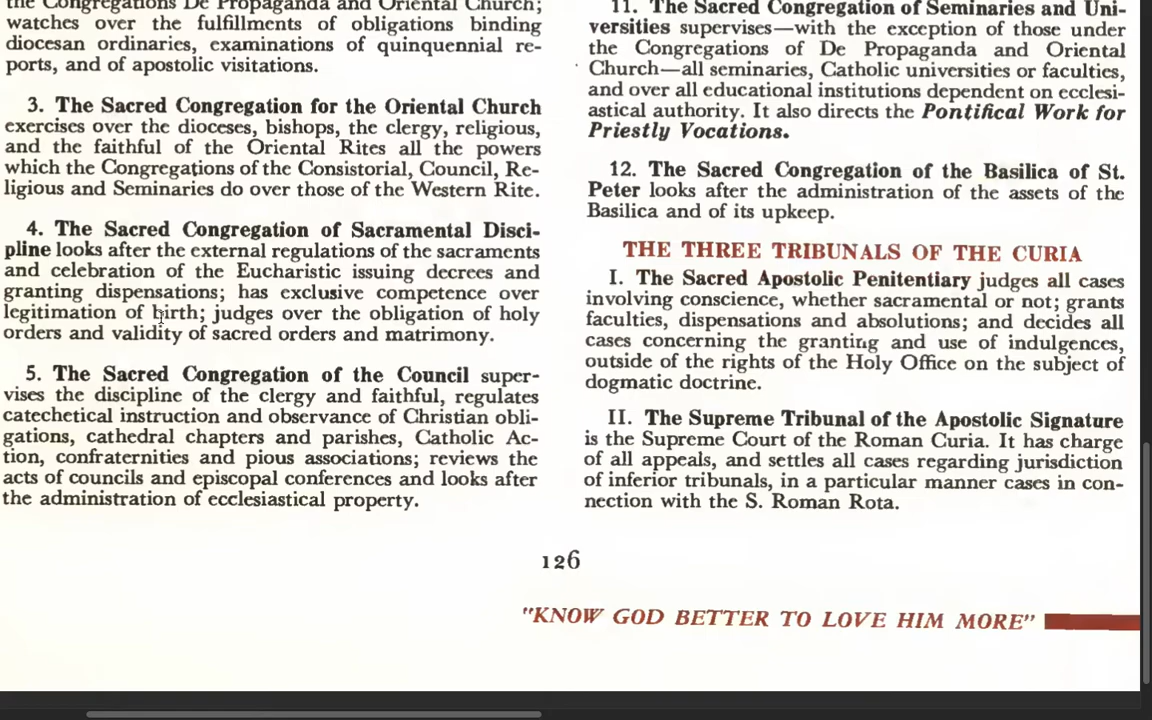 the Congregations De Propaganda and Oriental Church;
watches over the fulfillments of obligations binding
diocesan ordinaries, examinations of quinquennial re-
ports, and of apostolic visitations.
3. The Sacred Congregation for the Oriental Church
exercises over the dioceses, bishops, the clergy, religious,
and the faithful of the Oriental Rites all the powers
which the Congregations of the Consistorial, Council, Re-
ligious and Seminaries do over those of the Western Rite.
4. The Sacred Congregation of Sacramental Disci-
pline looks after the external regulations of the sacraments
and celebration of the Eucharistic issuing decrees and
granting dispensations; has exclusive competence over
legitimation of birth; judges over the obligation of holy
orders and validity of sacred orders and matrimony.
5. The Sacred Congregation of the Council super-
vises the discipline of the clergy and faithful, regulates
catechetical instruction and observance of Christian obli-
gations, cathedral chapters and parishes, Catholic Ac-
tion, confraternities and pious associations; reviews the
acts of councils and episcopal conferences and looks after
the administration of ecclesiastical property.
11. The Sacred Congregation of Seminaries and Uni-
versities supervises—with the exception of those under
the Congregations of De Propaganda and Oriental
Church—all seminaries, Catholic universities or faculties,
and over all educational institutions dependent on ecclesi-
astical authority. It also directs the Pontifical Work for
Priestly Vocations.
12. The Sacred Congregation of the Basilica of St.
Peter looks after the administration of the assets of the
Basilica and of its upkeep.
THE THREE TRIBUNALS OF THE CURIA
I. The Sacred Apostolic Penitentiary judges all cases
involving conscience, whether sacramental or not; grants
faculties, dispensations and absolutions; and decides all
cases concerning the granting and use of indulgences,
outside of the rights of the Holy Office on the subject of
dogmatic doctrine.
II. The Supreme Tribunal of the Apostolic Signature
is the Supreme Court of the Roman Curia. It has charge
of all appeals, and settles all cases regarding jurisdiction
of inferior tribunals, in a particular manner cases in con-
nection with the S. Roman Rota.
126
"KNOW GOD BETTER TO LOVE HIM MORE"